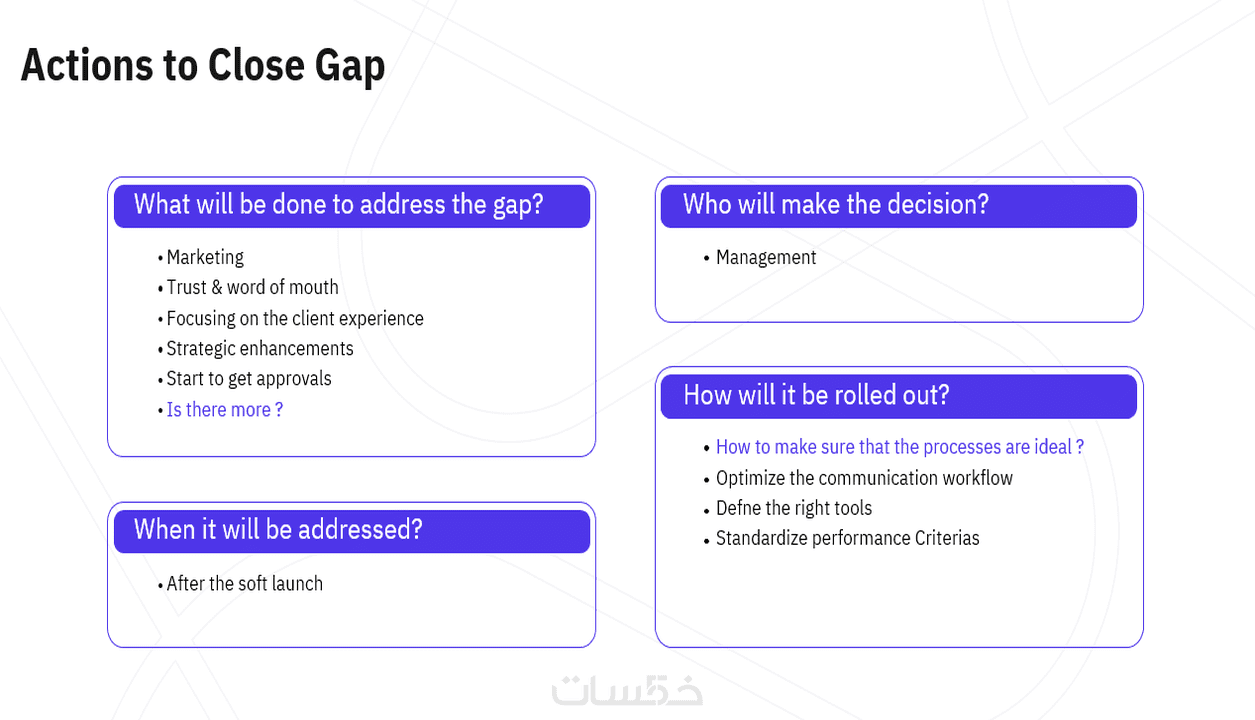 Actions to Close Gap
What will be done to address the gap?
• Marketing
• Trust & word of mouth
• Focusing on the client experience
• Strategic enhancements
• Start to get approvals
• Is there more ?
When it will be addressed?
• After the soft launch
Who will make the decision?
• Management
How will it be rolled out?
• How to make sure that the processes are ideal ?
• Optimize the communication workflow
• Defne the right tools
• Standardize performance Criterias
خمسات